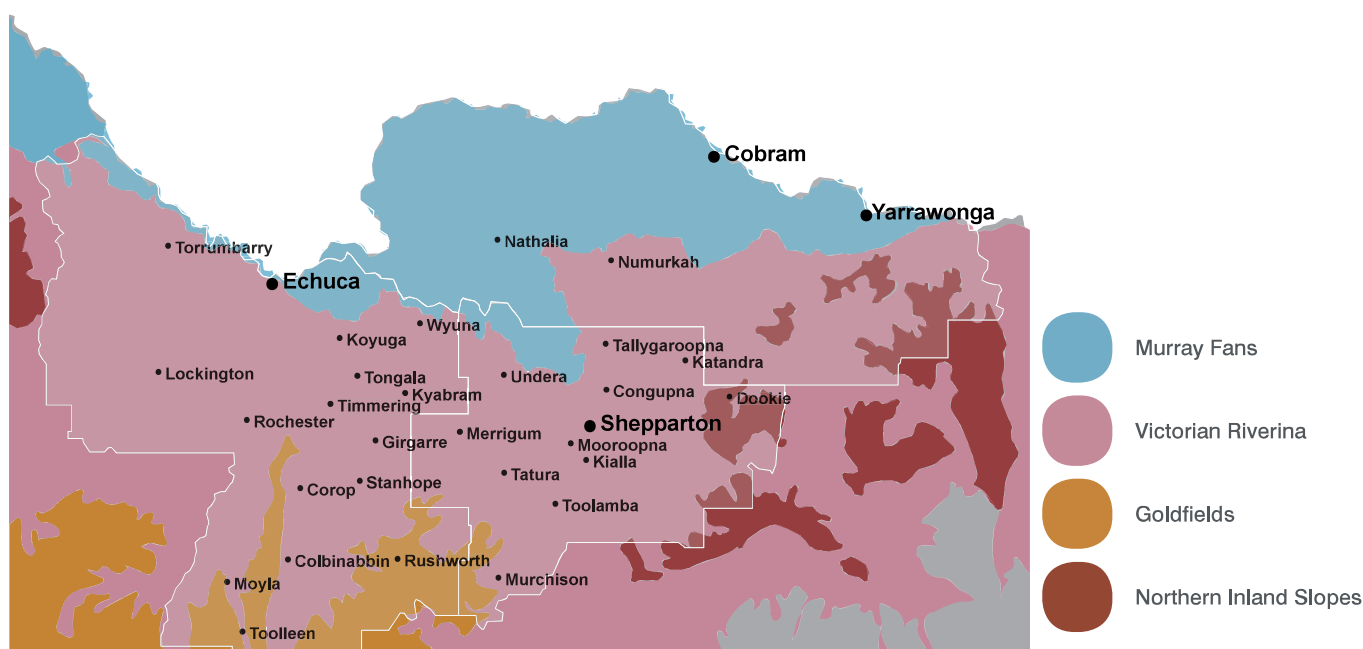 Cobram
Yarrawonga
Nathalia
Torrumbarry
Numurkah
Echuca
Wyuna
Koyuga
Tallygaroopna
Katandra
Lockington
Tongala
Undera
Kyabram
Congupna
Dookie
Timmering
Rochester
Shepparton
Merrigum
Girgarre
Mooroopna
Kialla
Tatura
Stanhope
Corop
Toolamba
Colbinabbin
Rushworth
Moyla
Murchison
Toolleen
Murray Fans
Victorian Riverina
Goldfields
Northern Inland Slopes